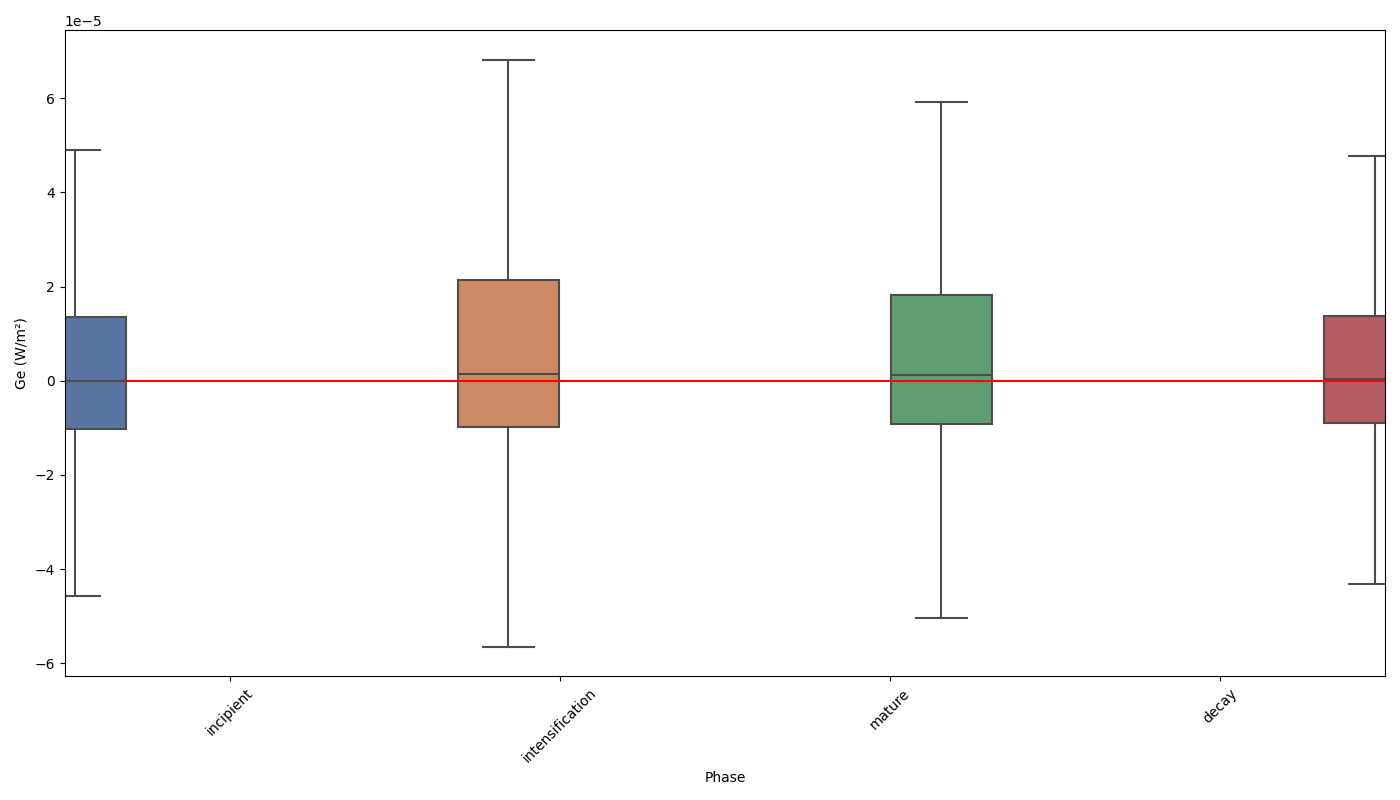 1e−5
6
4
2
0
−2
−4
−6
Ge (W/m²)
incipient
intensification
mature
decay
Phase